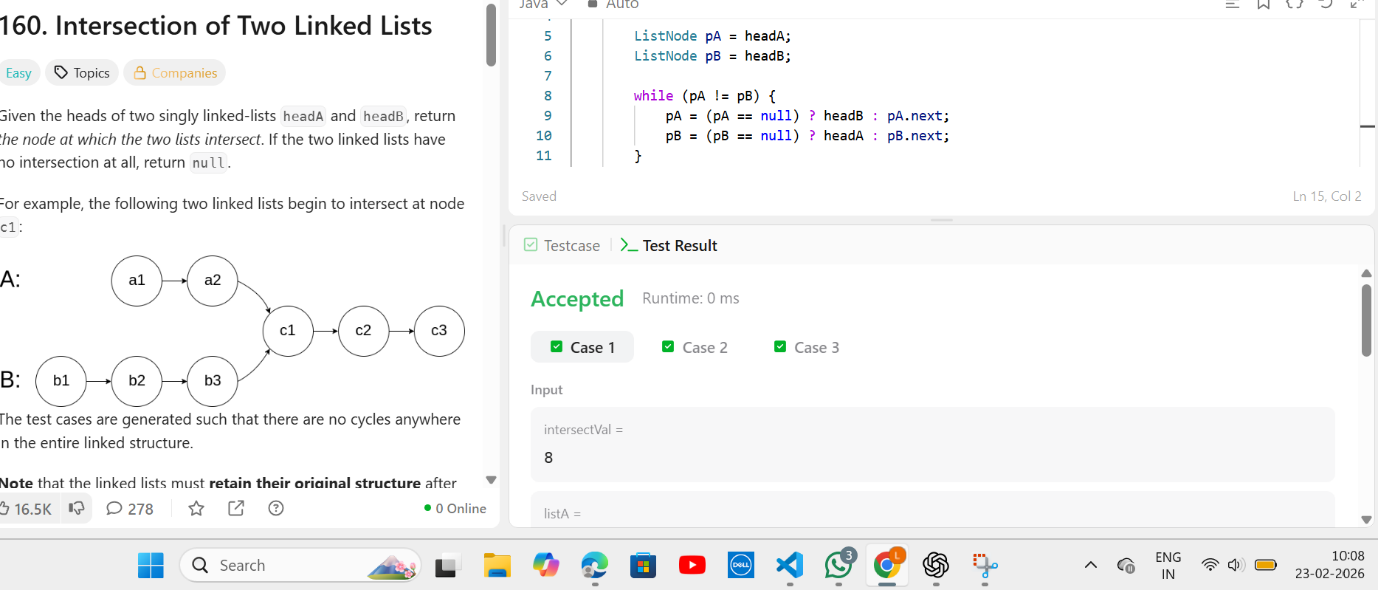 160. Intersection of Two Linked Lists
Easy Topics Companies
Given the heads of two singly linked-lists headA and headB, return
the node at which the two lists intersect. If the two linked lists have
no intersection at all, return null.
For example, the following two linked lists begin to intersect at node
c1:
A:
a1 a2
c1 c2 c3
B: b1 b2 b3
The test cases are generated such that there are no cycles anywhere
in the entire linked structure.
Note that the linked lists must retain their original structure after
16.5K 278 0 Online
Java Auto
5 ListNode pA = headA;
6 ListNode pB = headB;
7
8 while (pA != pB) {
9 pA = (pA == null) ? headB : pA.next;
10 pB = (pB == null) ? headA : pB.next;
11 }
Saved Ln 15, Col 2
Testcase Test Result
Accepted Runtime: 0 ms
Case 1 Case 2 Case 3
Input
intersectVal =
8
listA =
Search
DELL
3
L
ENG
IN
10:08
23-02-2026